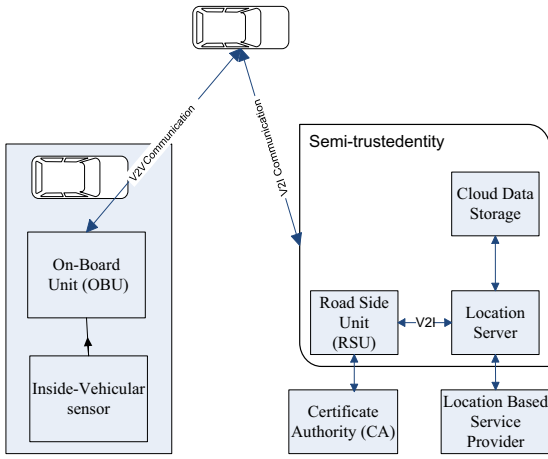 V2V Communication
V2I Communication
Semi-trustedentity
Cloud Data
Storage
On-Board
Unit (OBU)
Road Side
Unit
(RSU)
V2I
Location
Server
Inside-Vehicular
sensor
Certificate
Authority (CA)
Location Based
Service
Provider